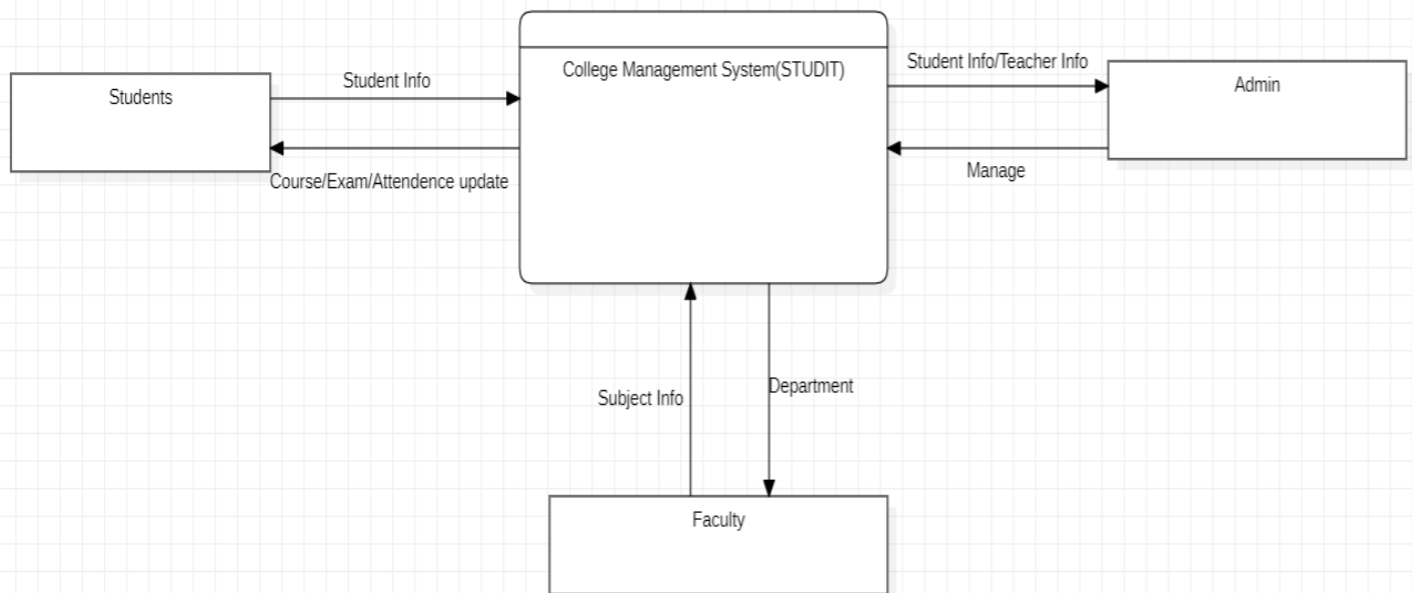 Students
Student Info
Course/Exam/Attendence update
College Management System(STUDIT)
Student Info/Teacher Info
Manage
Admin
Subject Info
Department
Faculty